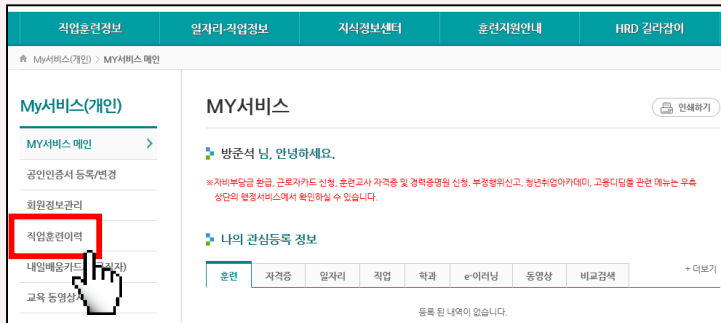 직업훈련정보 일자리·직업정보 지식정보센터 훈련지원안내 HRD 길라잡이
My서비스(개인) > MY서비스 메인
My서비스(개인)
MY서비스 메인
공인인증서 등록/변경
회원정보관리
직업훈련이력
내일배움카드
교육 동영상
MY서비스
인쇄하기
방준석 님, 안녕하세요.
※자비부담금 환급, 근로자카드 신청, 훈련교사 자격증 및 경력증명원 신청, 부정행위신고, 청년취업아카데미, 고용디딤돌 관련 메뉴는 우측
상단의 행정서비스에서 확인하실 수 있습니다.
나의 관심등록 정보
훈련 자격증 일자리 직업 학과 e-이러닝 동영상 비교검색 + 더보기
등록 된 내역이 없습니다.